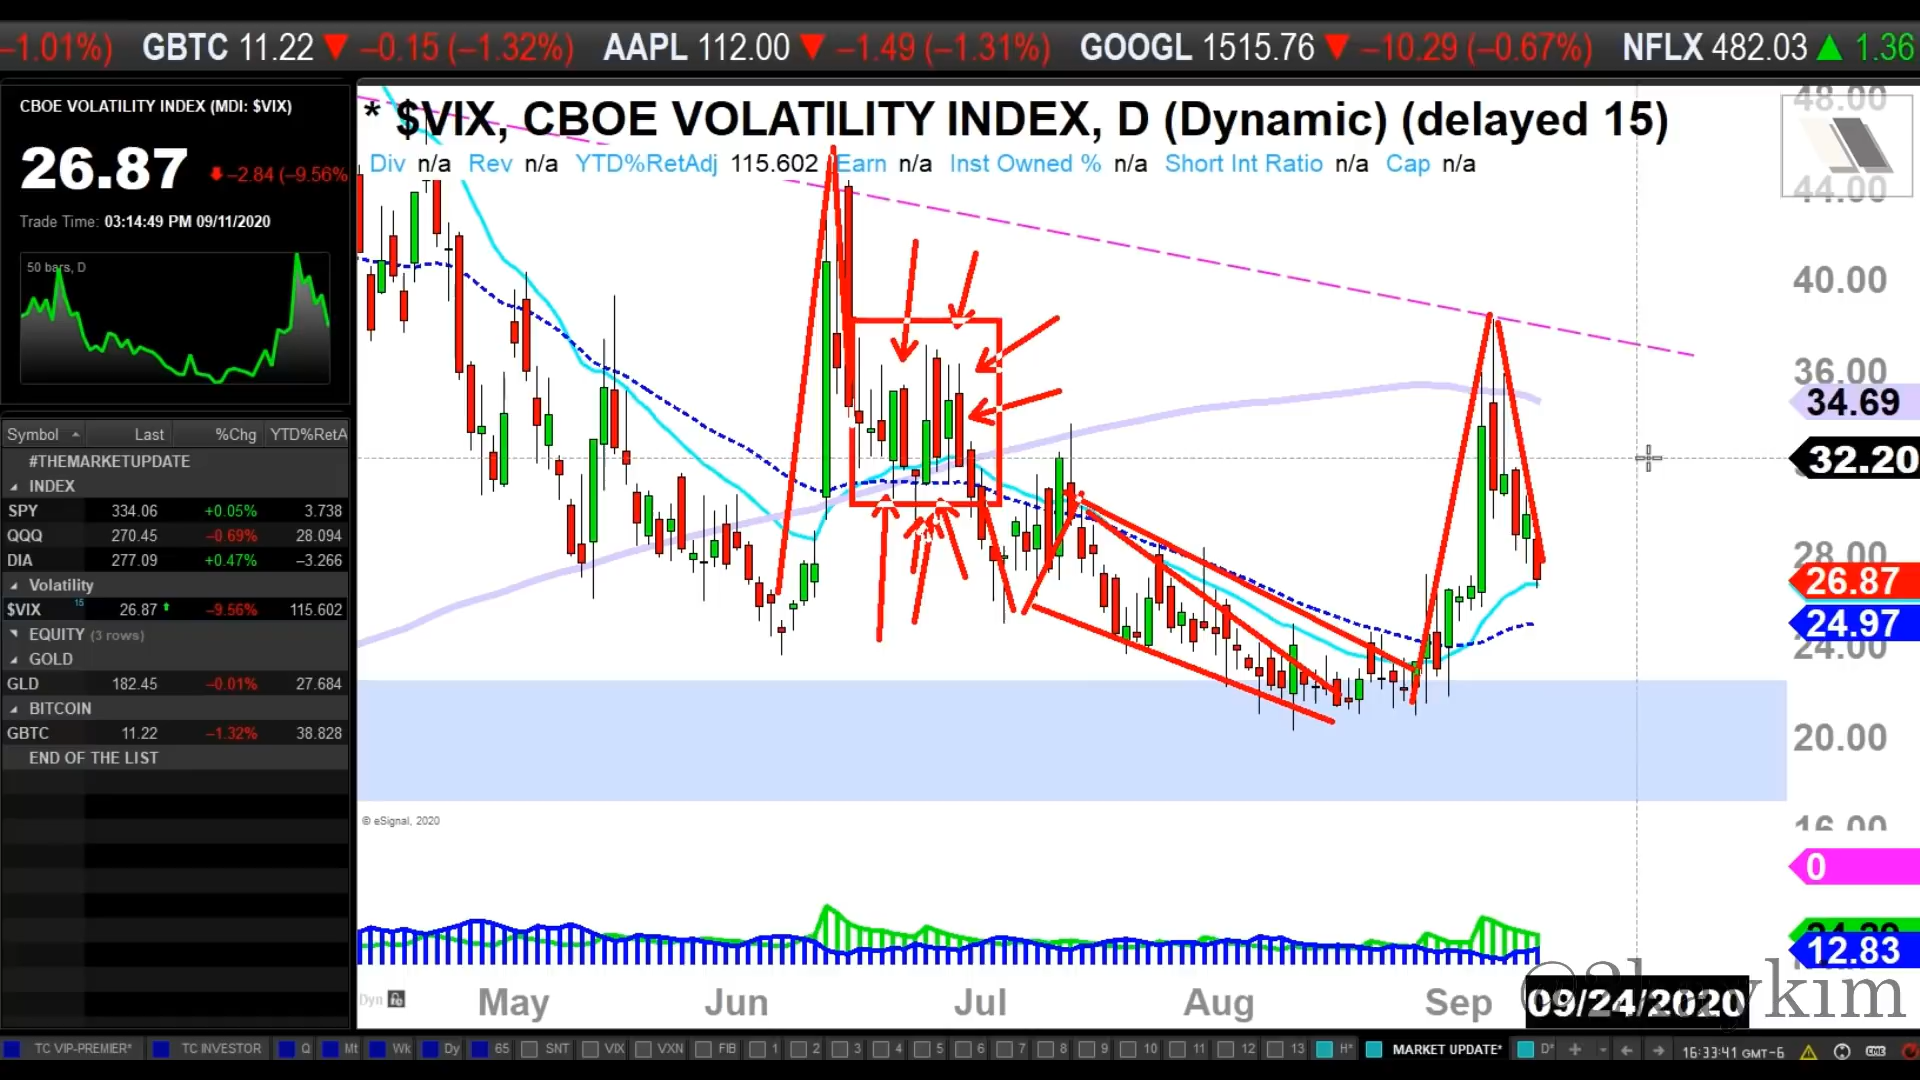 –1.01%) GBTC 11.22 ▼ –0.15 (–1.32%) AAPL 112.00 ▼ –1.49 (–1.31%) GOOGL 1515.76 ▼ –10.29 (–0.67%) NFLX 482.03 ▲ 1.36
CBOE VOLATILITY INDEX (MDI: $VIX)
26.87 –2.84 (–9.56%
Trade Time: 03:14:49 PM 09/11/2020
50 bars, D
* $VIX, CBOE VOLATILITY INDEX, D (Dynamic) (delayed 15)
Div n/a Rev n/a YTD%RetAdj 115.602 Earn n/a Inst Owned % n/a Short Int Ratio n/a Cap n/a
Symbol Last %Chg YTD%RetA
#THEMARKETUPDATE
INDEX
SPY 334.06 +0.05% 3.738
QQQ 270.45 –0.69% 28.094
DIA 277.09 +0.47% –3.266
Volatility
$VIX 15 26.87 –9.56% 115.602
EQUITY (3 rows)
GOLD
GLD 182.45 –0.01% 27.684
BITCOIN
GBTC 11.22 –1.32% 38.828
END OF THE LIST
48.00
44.00
40.00
36.00
34.69
32.20
28.00
26.87
24.97
24.00
20.00
16.00
0
12.83
© eSignal, 2020
Dyn
May Jun Jul Aug Sep 09/24/2020
TC VIP-PREMIER* TC INVESTOR Q Mt Wk Dy 65 SNT VIX VXN FIB 1 2 3 4 5 6 7 8 9 10 11 12 13 H* MARKET UPDATE* D* 16:33:41 GMT-6 CME